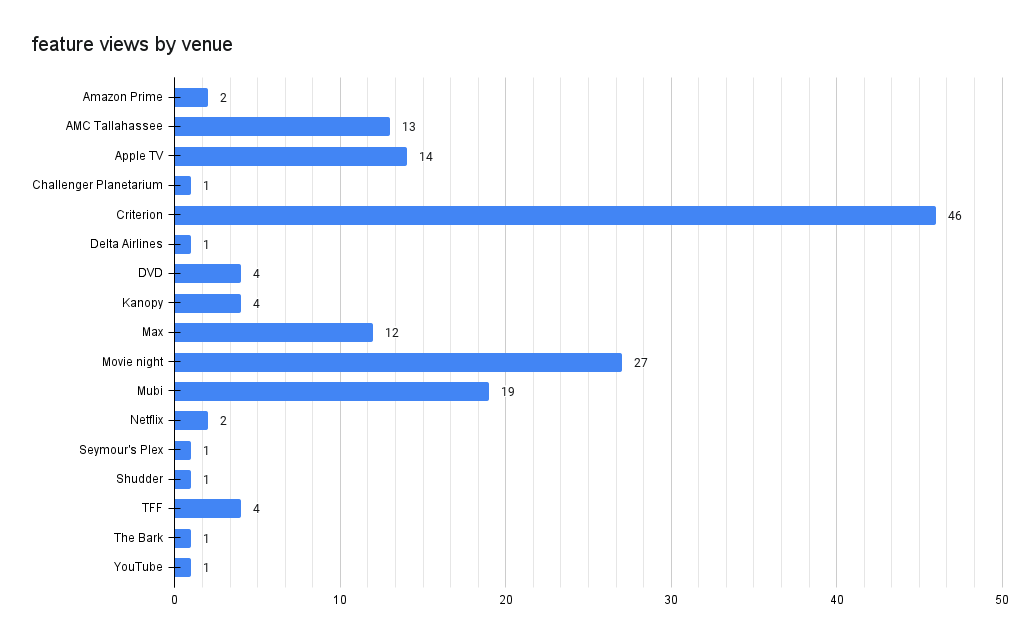 feature views by venue
Amazon Prime 2
AMC Tallahassee 13
Apple TV 14
Challenger Planetarium 1
Criterion 46
Delta Airlines 1
DVD 4
Kanopy 4
Max 12
Movie night 27
Mubi 19
Netflix 2
Seymour's Plex 1
Shudder 1
TFF 4
The Bark 1
YouTube 1
0 10 20 30 40 50